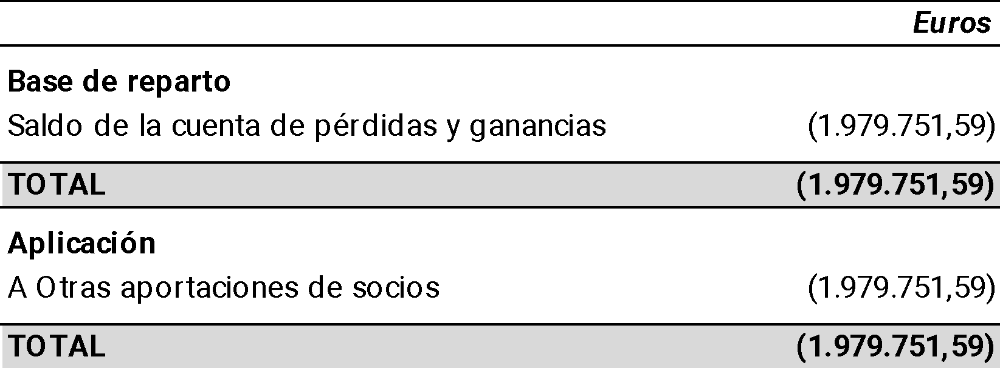 Euros
Base de reparto
Saldo de la cuenta de pérdidas y ganancias (1.979.751,59)
TOTAL (1.979.751,59)
Aplicación
A Otras aportaciones de socios (1.979.751,59)
TOTAL (1.979.751,59)